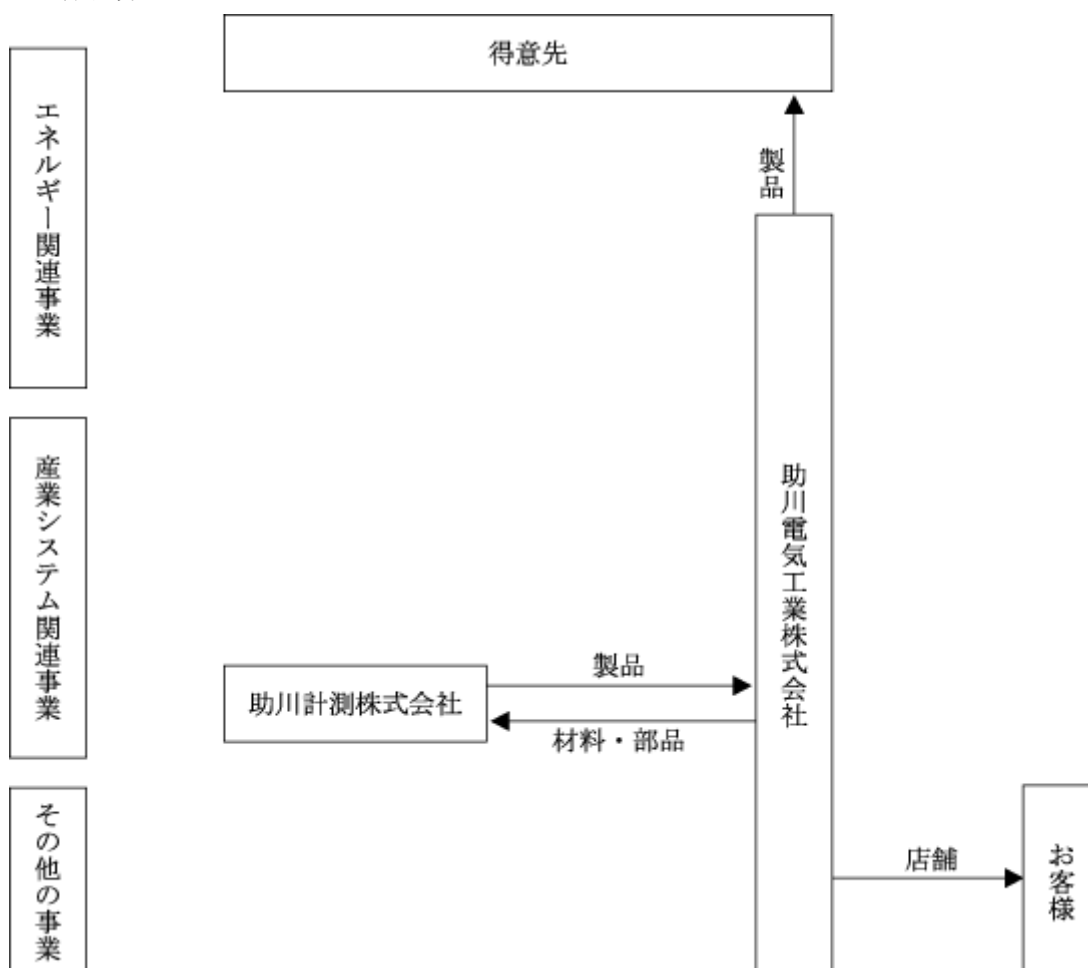 得意先
エネルギー関連事業
製品
産業システム関連事業
助川電気工業株式会社
製品
助川計測株式会社
材料・部品
その他の事業
店舗
お客様